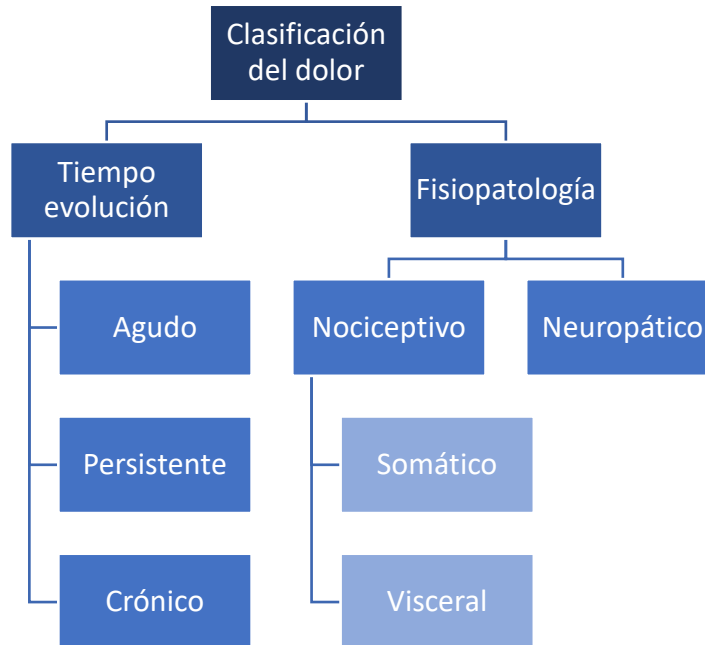 Clasificación
del dolor
Tiempo
evolución
Fisiopatología
Agudo
Nociceptivo
Neuropático
Persistente
Somático
Crónico
Visceral